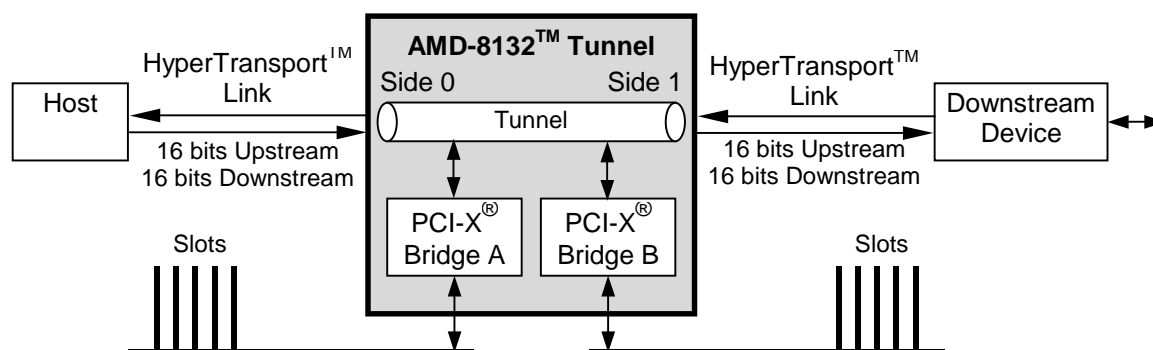 AMD-8132™ Tunnel
HyperTransport™
Link
Side 0
Side 1
HyperTransport™
Link
Host
Tunnel
Downstream
Device
16 bits Upstream
16 bits Downstream
16 bits Upstream
16 bits Downstream
PCI-X®
Bridge A
PCI-X®
Bridge B
Slots
Slots